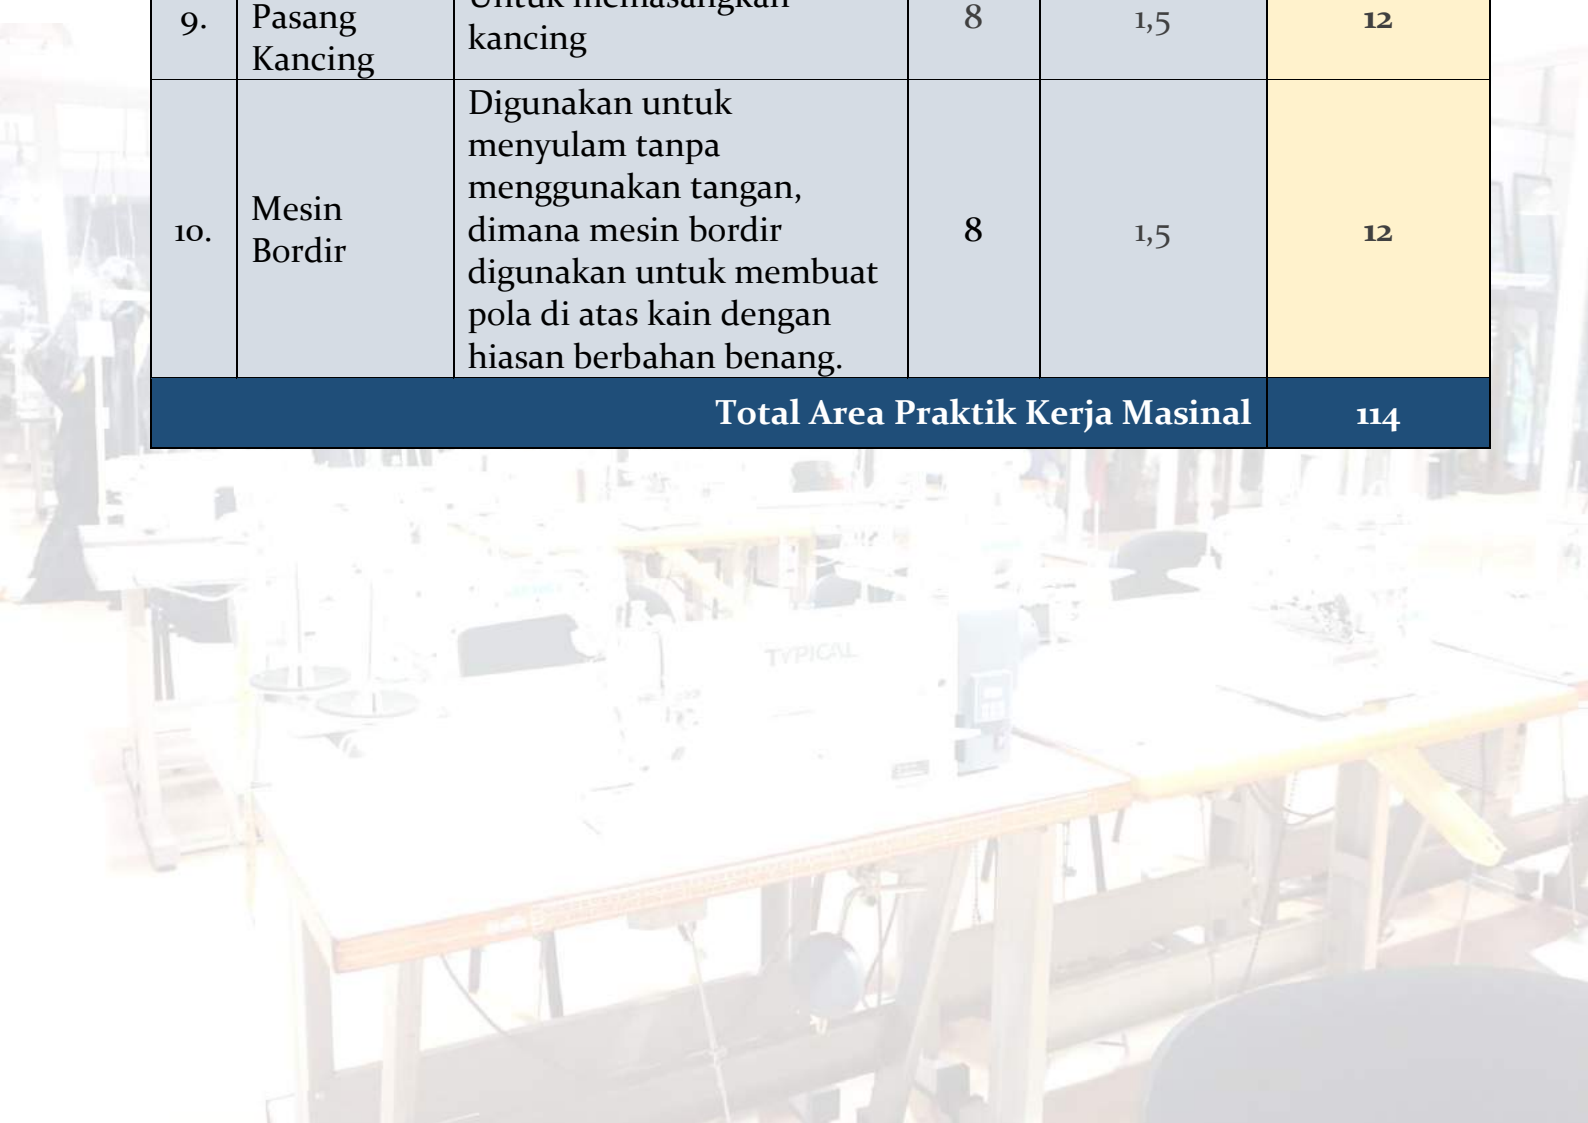 9.
Pasang
Kancing
Untuk memasangkan
kancing
8
1,5
12
10.
Mesin
Bordir
Digunakan untuk
menyulam tanpa
menggunakan tangan,
dimana mesin bordir
digunakan untuk membuat
pola di atas kain dengan
hiasan berbahan benang.
8
1,5
12
Total Area Praktik Kerja Masinal
114
TYPICAL